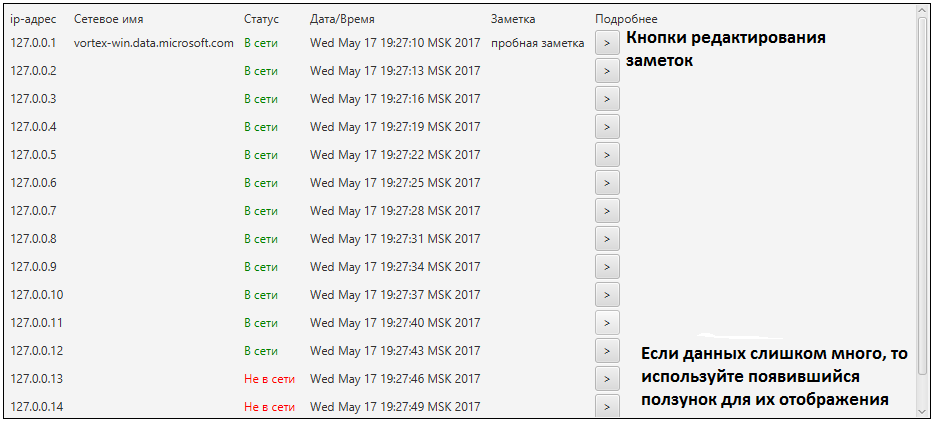 ip-адрес Сетевое имя Статус Дата/Время Заметка Подробнее
127.0.0.1 vortex-win.data.microsoft.com В сети Wed May 17 19:27:10 MSK 2017 пробная заметка >
Кнопки редактирования
заметок
127.0.0.2 В сети Wed May 17 19:27:13 MSK 2017 >
127.0.0.3 В сети Wed May 17 19:27:16 MSK 2017 >
127.0.0.4 В сети Wed May 17 19:27:19 MSK 2017 >
127.0.0.5 В сети Wed May 17 19:27:22 MSK 2017 >
127.0.0.6 В сети Wed May 17 19:27:25 MSK 2017 >
127.0.0.7 В сети Wed May 17 19:27:28 MSK 2017 >
127.0.0.8 В сети Wed May 17 19:27:31 MSK 2017 >
127.0.0.9 В сети Wed May 17 19:27:34 MSK 2017 >
127.0.0.10 В сети Wed May 17 19:27:37 MSK 2017 >
127.0.0.11 В сети Wed May 17 19:27:40 MSK 2017 >
127.0.0.12 В сети Wed May 17 19:27:43 MSK 2017 >
127.0.0.13 Не в сети Wed May 17 19:27:46 MSK 2017 >
127.0.0.14 Не в сети Wed May 17 19:27:49 MSK 2017 >
Если данных слишком много, то
используйте появившийся
ползунок для их отображения